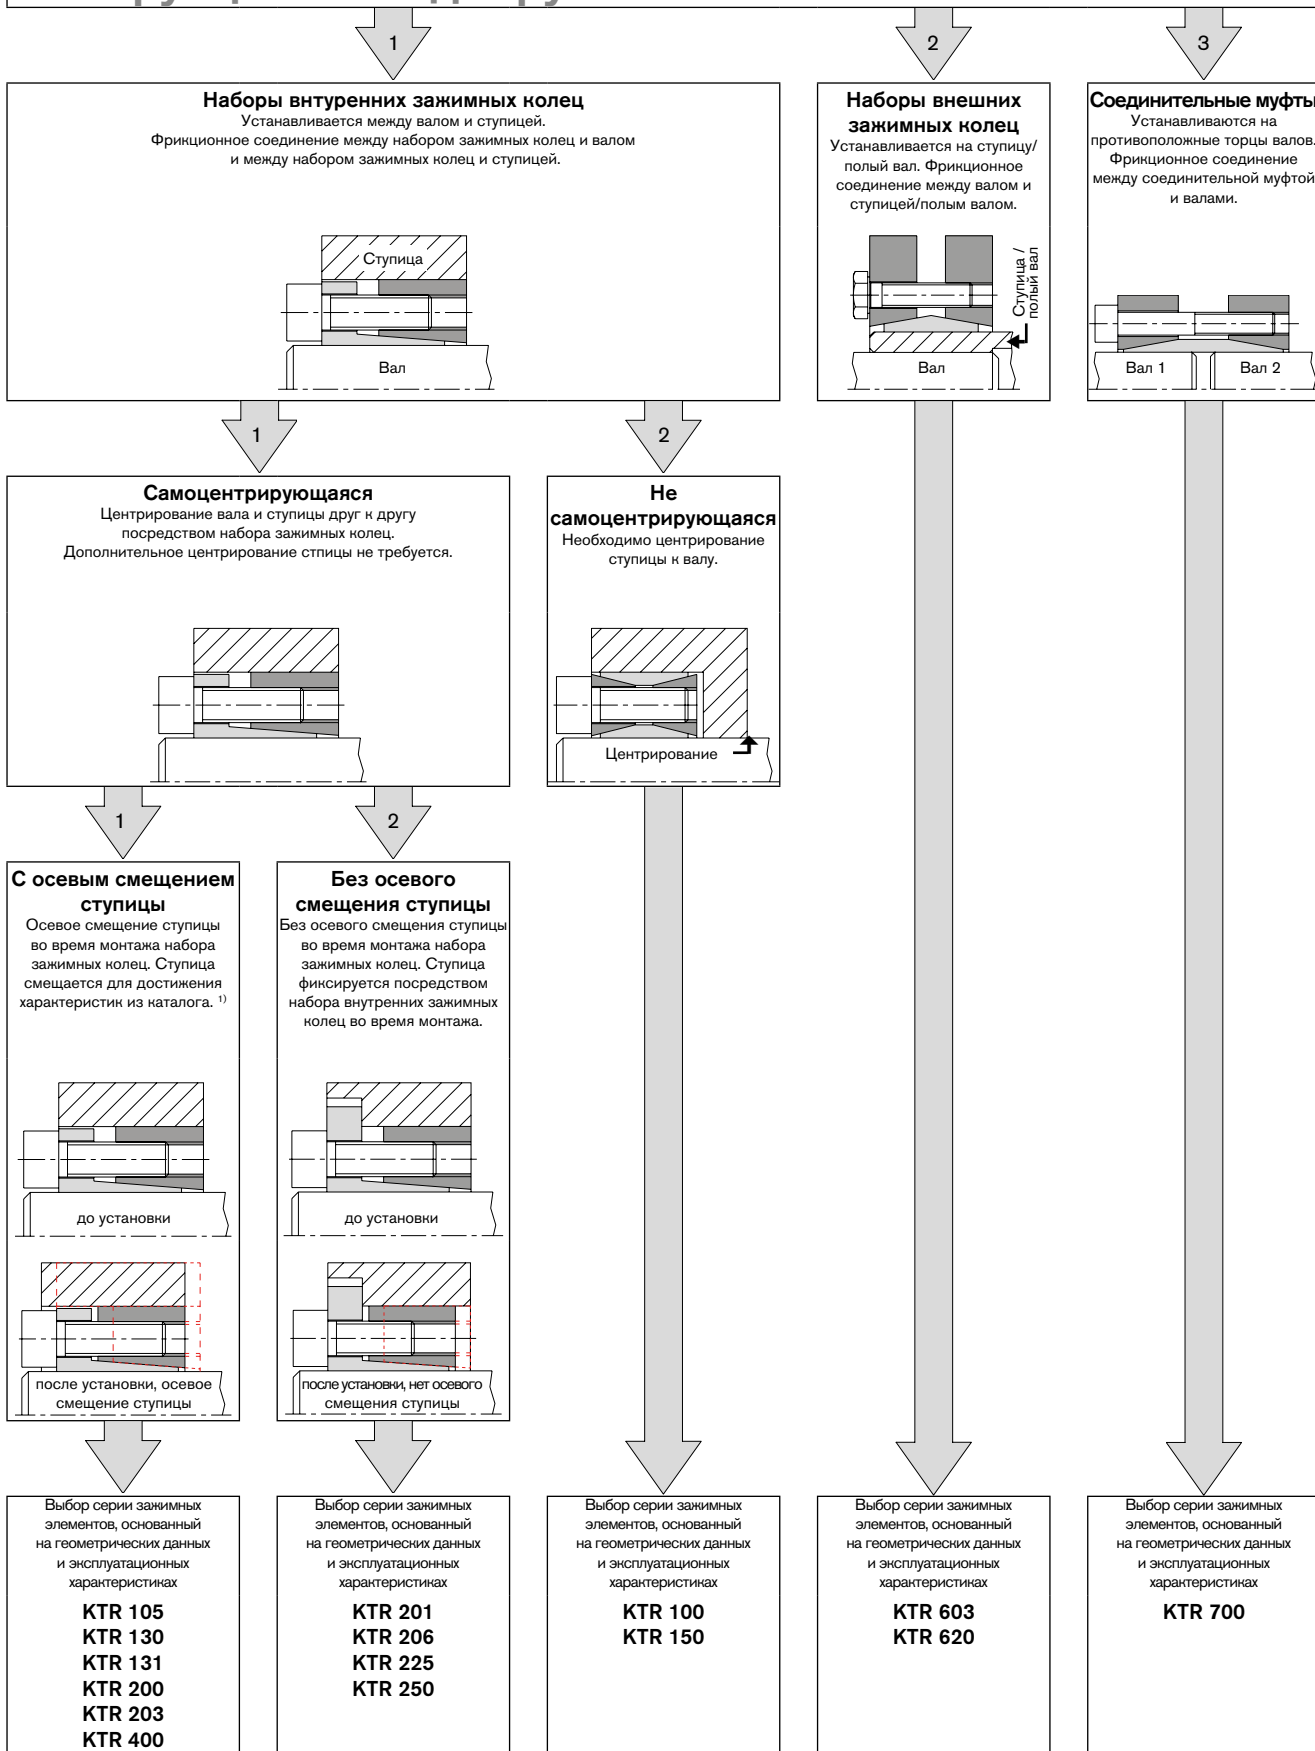 1
2
3
Наборы внтуренних зажимных колец
Устанавливается между валом и ступицей.
Фрикционное соединение между набором зажимных колец и валом
и между набором зажимных колец и ступицей.
Ступица
Вал
Наборы внешних
зажимных колец
Устанавливается на ступицу/
полый вал. Фрикционное
соединение между валом и
ступицей/полым валом.
Ступица /
полый вал
Вал
Соединительные муфты
Устанавливаются на
противоположные торцы валов.
Фрикционное соединение
между соединительной муфтой
и валами.
Вал 1
Вал 2
1
2
Самоцентрирующаяся
Центрирование вала и ступицы друг к другу
посредством набора зажимных колец.
Дополнительное центрирование стпицы не требуется.
Не
самоцентрирующаяся
Необходимо центрирование
ступицы к валу.
Центрирование
1
2
С осевым смещением
ступицы
Осевое смещение ступицы
во время монтажа набора
зажимных колец. Ступица
смещается для достижения
характеристик из каталога. 1)
до установки
после установки, осевое
смещение ступицы
Без осевого
смещения ступицы
Без осевого смещения ступицы
во время монтажа набора
зажимных колец. Ступица
фиксируется посредством
набора внутренних зажимных
колец во время монтажа.
до установки
после установки, нет осевого
смещения ступицы
Выбор серии зажимных
элементов, основанный
на геометрических данных
и эксплуатационных
характеристиках
KTR 105
KTR 130
KTR 131
KTR 200
KTR 203
KTR 400
Выбор серии зажимных
элементов, основанный
на геометрических данных
и эксплуатационных
характеристиках
KTR 201
KTR 206
KTR 225
KTR 250
Выбор серии зажимных
элементов, основанный
на геометрических данных
и эксплуатационных
характеристиках
KTR 100
KTR 150
Выбор серии зажимных
элементов, основанный
на геометрических данных
и эксплуатационных
характеристиках
KTR 603
KTR 620
Выбор серии зажимных
элементов, основанный
на геометрических данных
и эксплуатационных
характеристиках
KTR 700